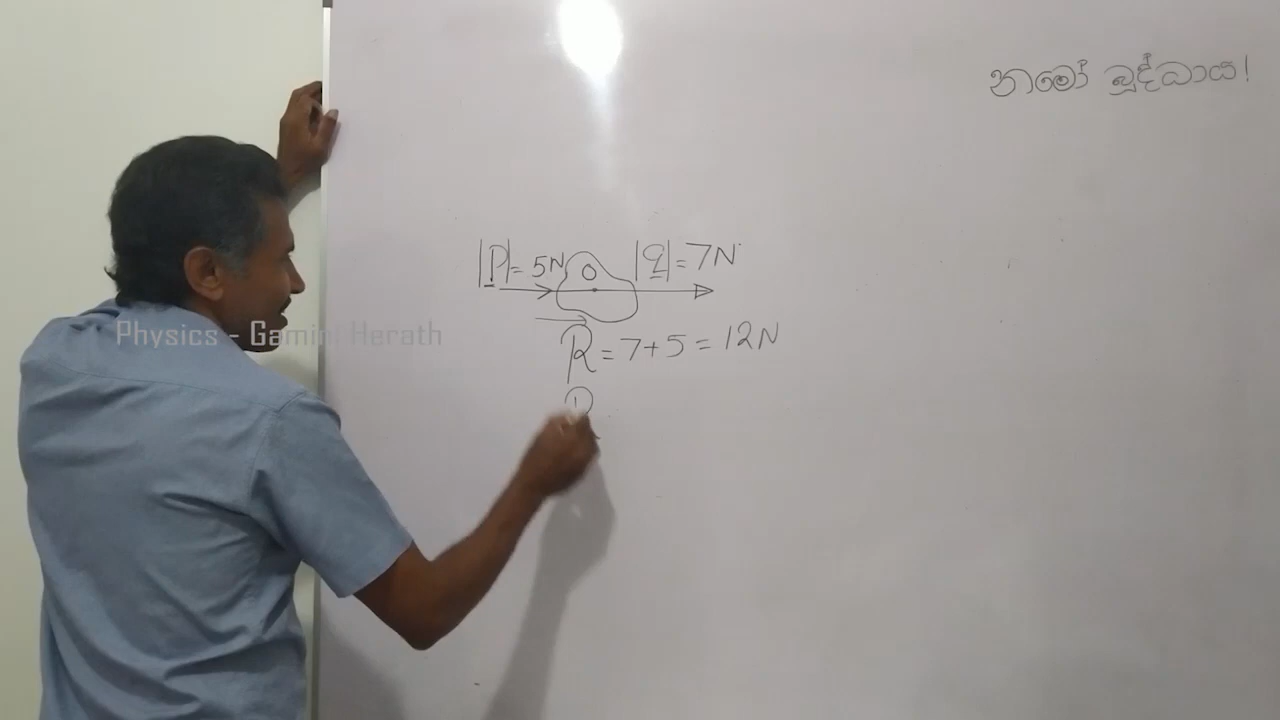 නමෝ බුද්ධාය!
|P| = 5N O |q| = 7N
Physics - Gamini Herath
R = 7+5 = 12N